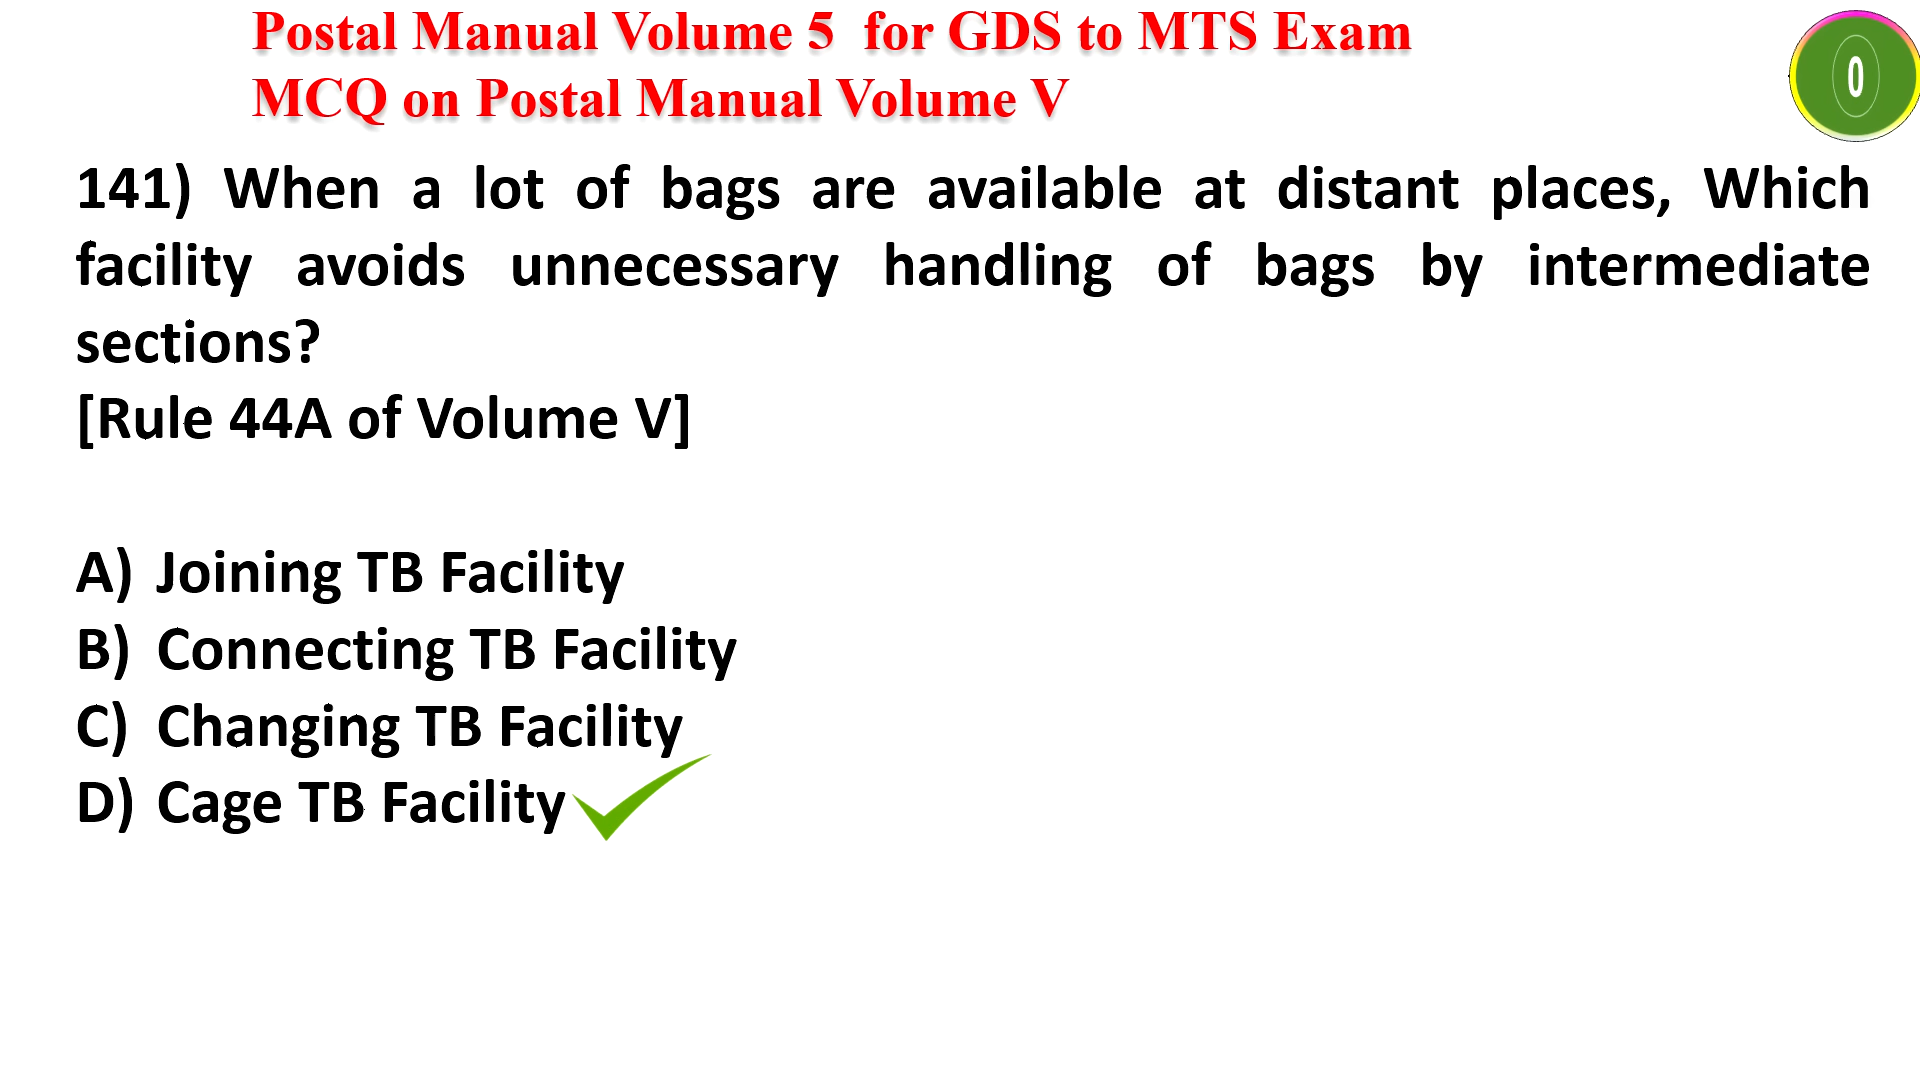 Postal Manual Volume 5 for GDS to MTS Exam
MCQ on Postal Manual Volume V
0
141) When a lot of bags are available at distant places, Which
facility avoids unnecessary handling of bags by intermediate
sections?
[Rule 44A of Volume V]
A) Joining TB Facility
B) Connecting TB Facility
C) Changing TB Facility
D) Cage TB Facility